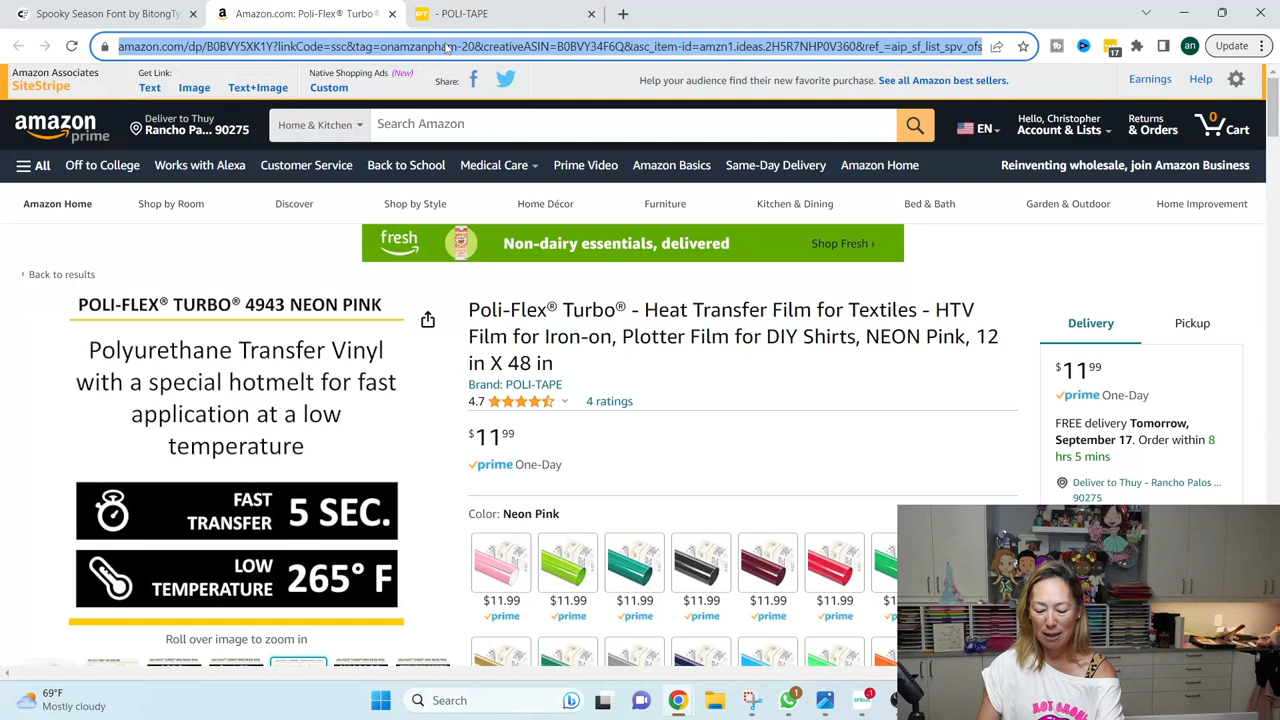 Spooky Season Font by BitongTy
Amazon.com: Poli-Flex® Turbo®
- POLI-TAPE
amazon.com/dp/B0BVY5XK1Y?linkCode=ssc&tag=onamzanpham-20&creativeASIN=B0BVY34F6Q&asc_item-id=amzn1.ideas.2H5R7NHP0V360&ref_=aip_sf_list_spv_ofs
17
an
Update
Amazon Associates
SiteStripe
Get Link:
Text
Image
Text+Image
Native Shopping Ads (New)
Custom
Share:
Help your audience find their new favorite purchase. See all Amazon best sellers.
Earnings
Help
amazon prime
Deliver to Thuy
Rancho Pa... 90275
Home & Kitchen
Search Amazon
EN
Hello, Christopher
Account & Lists
Returns
& Orders
0
Cart
All
Off to College
Works with Alexa
Customer Service
Back to School
Medical Care
Prime Video
Amazon Basics
Same-Day Delivery
Amazon Home
Reinventing wholesale, join Amazon Business
Amazon Home
Shop by Room
Discover
Shop by Style
Home Décor
Furniture
Kitchen & Dining
Bed & Bath
Garden & Outdoor
Home Improvement
fresh
Non-dairy essentials, delivered
Shop Fresh ›
‹ Back to results
POLI-FLEX® TURBO® 4943 NEON PINK
Polyurethane Transfer Vinyl
with a special hotmelt for fast
application at a low
temperature
FAST
TRANSFER
5 SEC.
LOW
TEMPERATURE
265° F
Roll over image to zoom in
Poli-Flex® Turbo® - Heat Transfer Film for Textiles - HTV
Film for Iron-on, Plotter Film for DIY Shirts, NEON Pink, 12
in X 48 in
Brand: POLI-TAPE
4.7
4 ratings
$11 99
prime One-Day
Color: Neon Pink
$11.99
prime
$11.99
prime
$11.99
prime
$11.99
prime
$11.99
prime
$11.99
prime
Delivery
Pickup
$11 99
prime One-Day
FREE delivery Tomorrow,
September 17. Order within 8
hrs 5 mins
Deliver to Thuy - Rancho Palos ...
90275
69°F
Mostly cloudy
Search
1
cricut
1